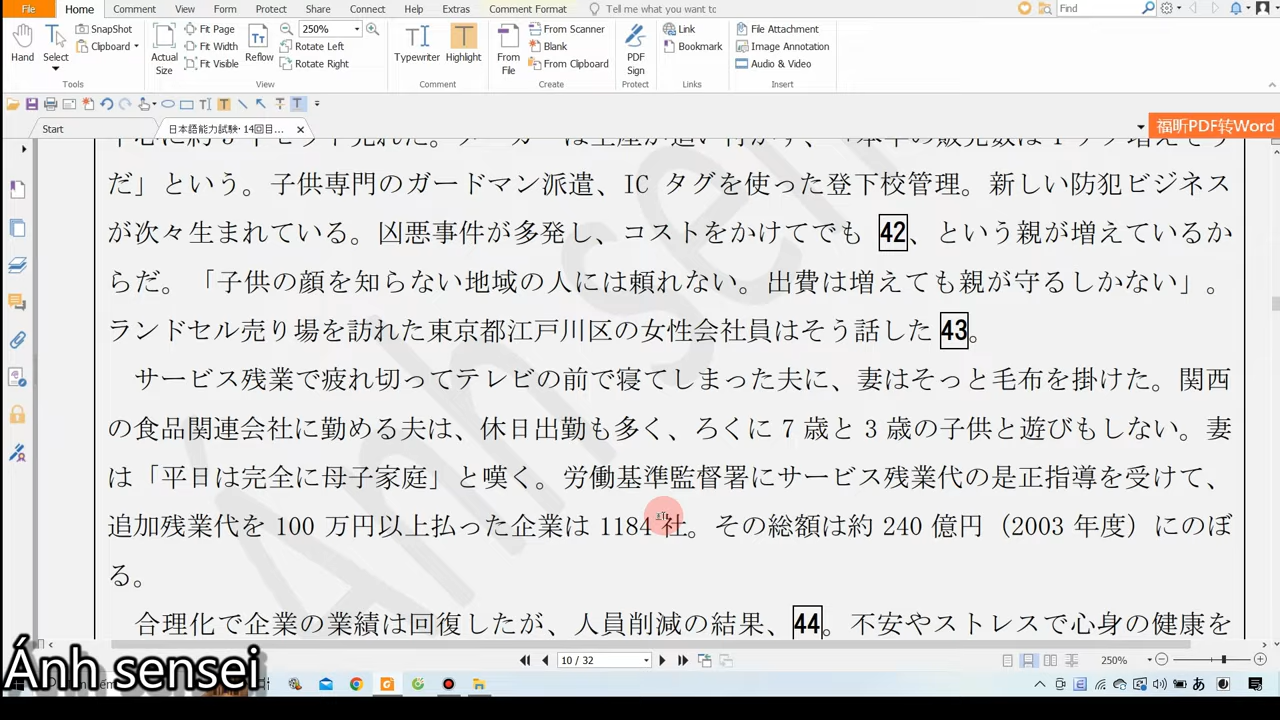 File Home Comment View Form Protect Share Connect Help Extras Comment Format Tell me what you want to Find
Hand Select SnapShot Clipboard Actual Size Fit Page Fit Width Fit Visible Reflow 250% Rotate Left Rotate Right Typewriter Highlight From File From Scanner Blank From Clipboard PDF Sign Link Bookmark File Attachment Image Annotation Audio & Video
Tools View Comment Create Protect Links Insert
Start 日本語能力試験· 14回目... 福昕PDF转Word
だ」という。子供専門のガードマン派遣、IC タグを使った登下校管理。新しい防犯ビジネス
が次々生まれている。凶悪事件が多発し、コストをかけてでも 42、という親が増えているか
らだ。「子供の顔を知らない地域の人には頼れない。出費は増えても親が守るしかない」。
ランドセル売り場を訪れた東京都江戸川区の女性会社員はそう話した 43。
サービス残業で疲れ切ってテレビの前で寝てしまった夫に、妻はそっと毛布を掛けた。関西
の食品関連会社に勤める夫は、休日出勤も多く、ろくに 7 歳と 3 歳の子供と遊びもしない。妻
は「平日は完全に母子家庭」と嘆く。労働基準監督署にサービス残業代の是正指導を受けて、
追加残業代を 100 万円以上払った企業は 1184 社。その総額は約 240 億円（2003 年度）にのぼ
る。
合理化で企業の業績は回復したが、人員削減の結果、44。不安やストレスで心身の健康を
10 / 32 250%
Ánh sensei